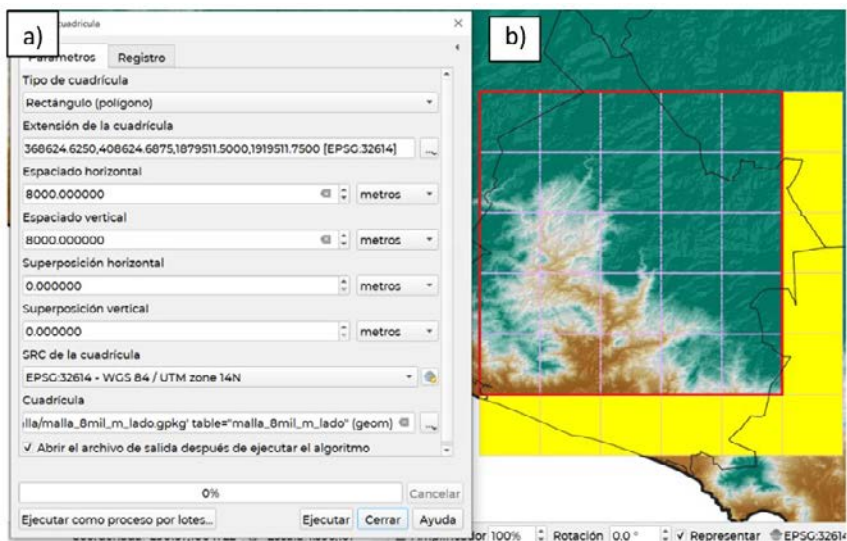 a)
cuadrícula
Parámetros
Registro
Tipo de cuadrícula
Rectángulo (polígono)
Extensión de la cuadrícula
368624.6250,408624.6875,1879511.5000,1919511.7500 [EPSG:32614]
Espaciado horizontal
8000.000000
metros
Espaciado vertical
8000.000000
metros
Superposición horizontal
0.000000
metros
Superposición vertical
0.000000
metros
SRC de la cuadrícula
EPSG:32614 - WGS 84 / UTM zone 14N
Cuadrícula
lla/malla_8mil_m_lado.gpkg' table="malla_8mil_m_lado" (geom)
Abrir el archivo de salida después de ejecutar el algoritmo
0%
Cancelar
Ejecutar como proceso por lotes...
Ejecutar
Cerrar
Ayuda
b)
100%
Rotación
0.0 °
Representar
EPSG:3261